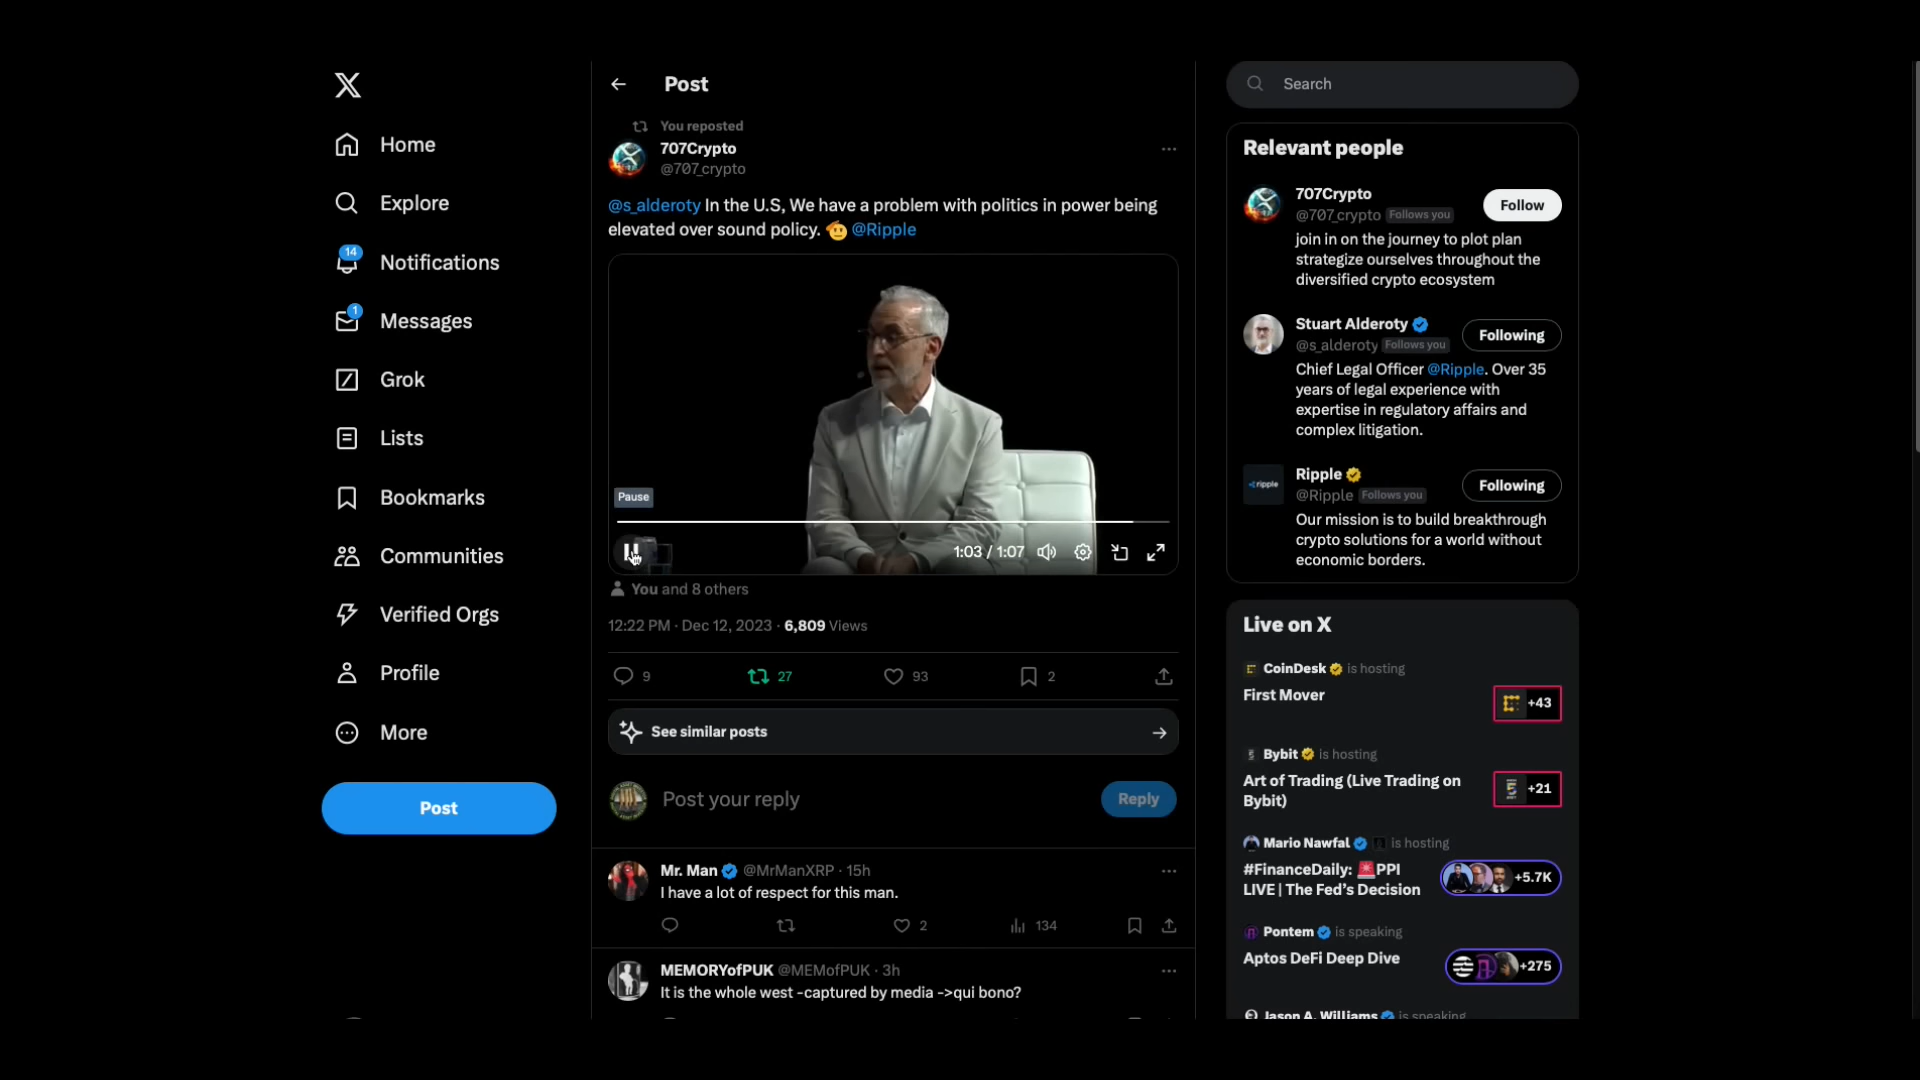 Home
Explore
14
Notifications
1
Messages
Grok
Lists
Bookmarks
Communities
Verified Orgs
Profile
More
Post
Post
You reposted
707Crypto
@707_crypto
@s_alderoty In the U.S, We have a problem with politics in power being
elevated over sound policy. @Ripple
Pause
1:03 / 1:07
You and 8 others
12:22 PM · Dec 12, 2023 · 6,809 Views
9
27
93
2
See similar posts
Post your reply
Reply
Mr. Man @MrManXRP · 15h
I have a lot of respect for this man.
2
134
MEMORYofPUK @MEMofPUK · 3h
It is the whole west -captured by media ->qui bono?
Search
Relevant people
707Crypto
@707_crypto Follows you
Follow
join in on the journey to plot plan
strategize ourselves throughout the
diversified crypto ecosystem
Stuart Alderoty
@s_alderoty Follows you
Following
Chief Legal Officer @Ripple. Over 35
years of legal experience with
expertise in regulatory affairs and
complex litigation.
ripple
Ripple
@Ripple Follows you
Following
Our mission is to build breakthrough
crypto solutions for a world without
economic borders.
Live on X
CoinDesk is hosting
First Mover
+43
Bybit is hosting
Art of Trading (Live Trading on
Bybit)
+21
Mario Nawfal is hosting
#FinanceDaily: PPI
LIVE | The Fed's Decision
+5.7K
Pontem is speaking
Aptos DeFi Deep Dive
+275
Jason A. Williams is speaking